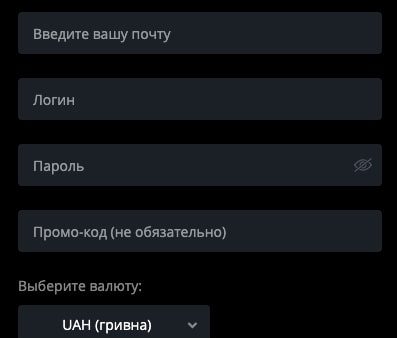 Введите вашу почту
Логин
Пароль
Промо-код (не обязательно)
Выберите валюту:
UAH (гривна)